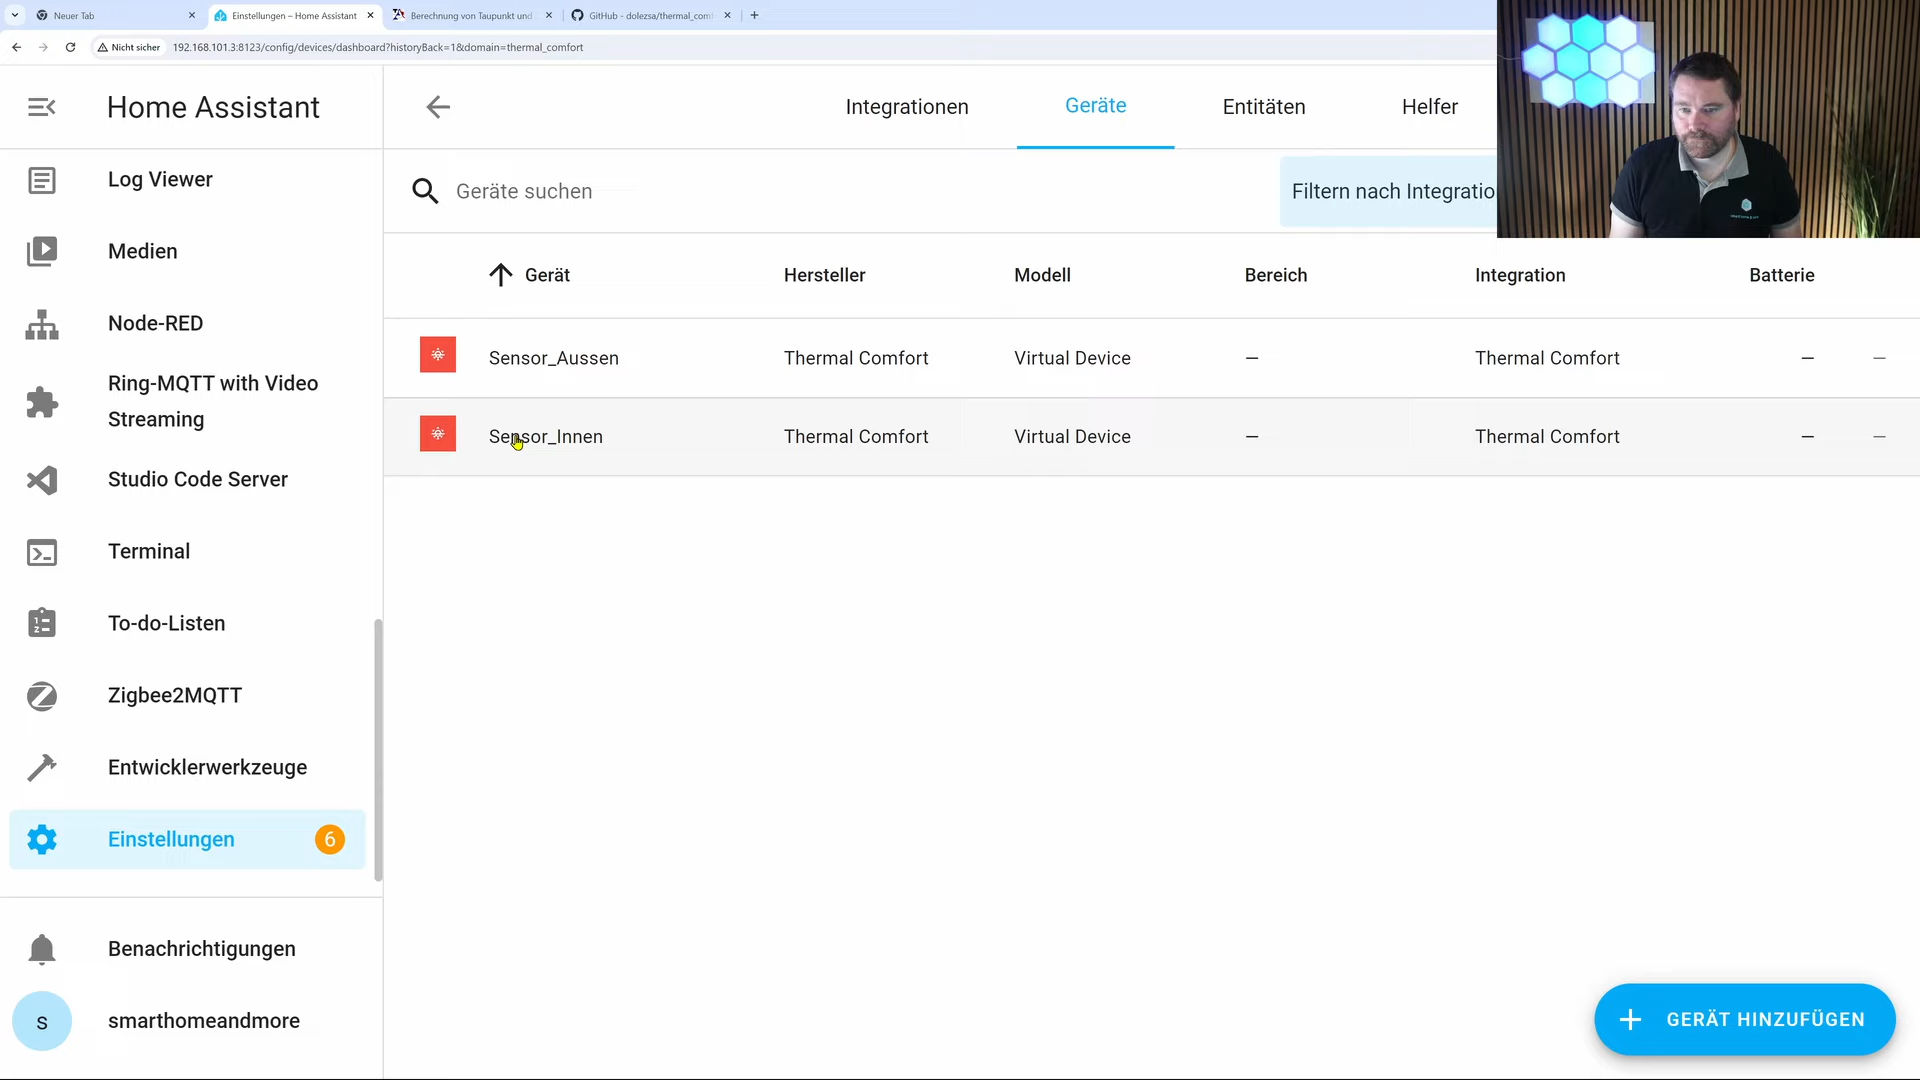 Neuer Tab
Einstellungen – Home Assistant
Berechnung von Taupunkt und
GitHub - dolezsa/thermal_com
Nicht sicher
192.168.101.3:8123/config/devices/dashboard?historyBack=1&domain=thermal_comfort
Home Assistant
Integrationen
Geräte
Entitäten
Helfer
Log Viewer
Geräte suchen
Filtern nach Integratio
Medien
Gerät
Hersteller
Modell
Bereich
Integration
Batterie
Node-RED
Sensor_Aussen
Thermal Comfort
Virtual Device
—
Thermal Comfort
—
—
Ring-MQTT with Video
Streaming
Sensor_Innen
Thermal Comfort
Virtual Device
—
Thermal Comfort
—
—
Studio Code Server
Terminal
To-do-Listen
Zigbee2MQTT
Entwicklerwerkzeuge
Einstellungen
6
Benachrichtigungen
s
smarthomeandmore
GERÄT HINZUFÜGEN